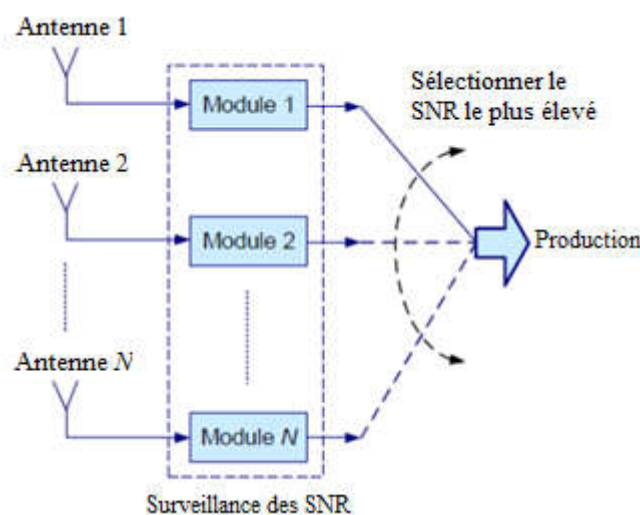 Antenne 1
Module 1
Sélectionner le
SNR le plus élevé
Antenne 2
Module 2
Production
Antenne N
Module N
Surveillance des SNR